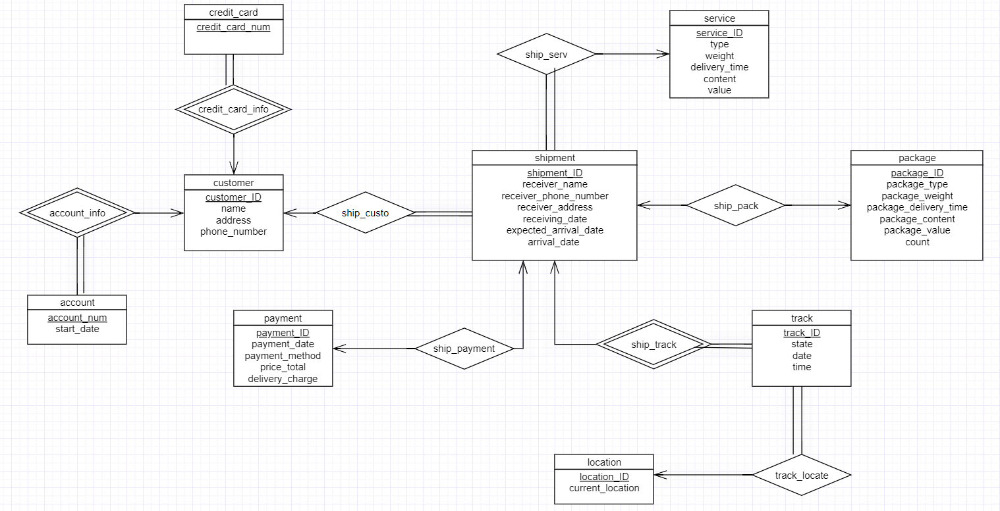 credit_card
credit_card_num
service
service_ID
type
weight
delivery_time
content
value
ship_serv
credit_card_info
shipment
shipment_ID
receiver_name
receiver_phone_number
receiver_address
receiving_date
expected_arrival_date
arrival_date
package
package_ID
package_type
package_weight
package_delivery_time
package_content
package_value
count
customer
customer_ID
name
address
phone_number
account_info
ship_custo
ship_pack
account
account_num
start_date
payment
payment_ID
payment_date
payment_method
price_total
delivery_charge
ship_payment
ship_track
track
track_ID
state
date
time
location
location_ID
current_location
track_locate